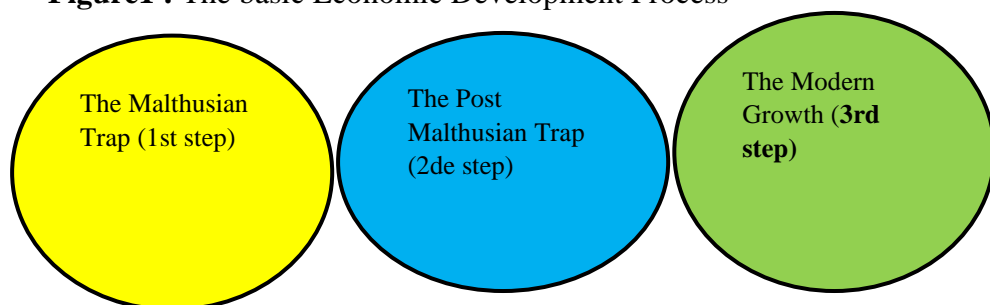 Figure1 : The basic Economic Development Process
The Malthusian
Trap (1st step)
The Post
Malthusian Trap
(2de step)
The Modern
Growth (3rd
step)